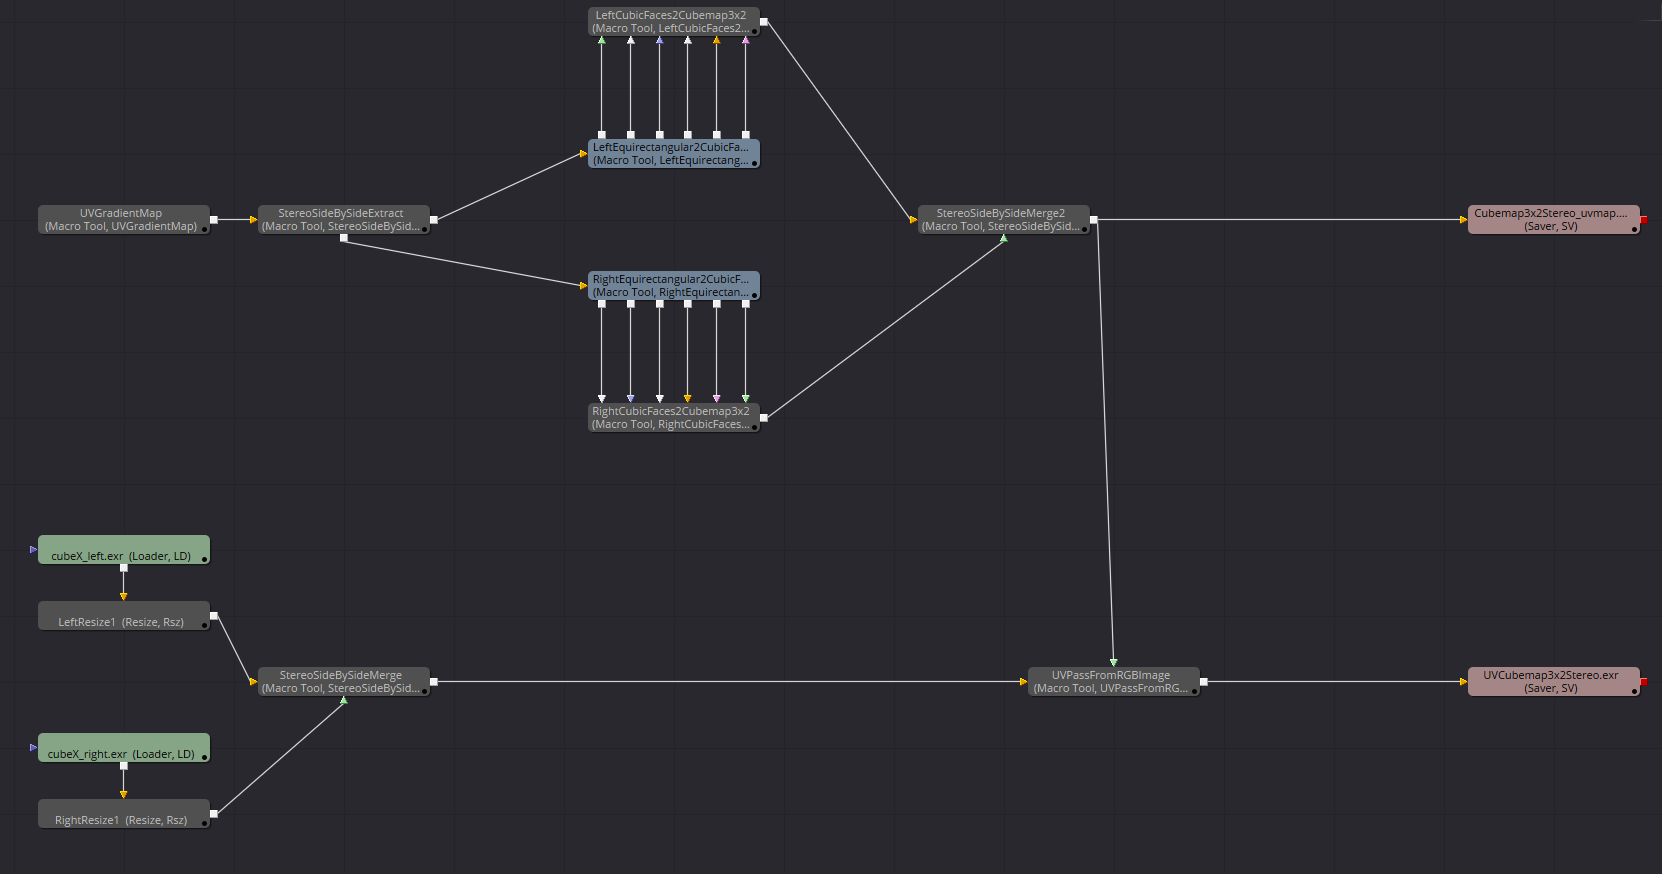 LeftCubicFaces2Cubemap3x2
(Macro Tool, LeftCubicFaces2...
LeftEquirectangular2CubicFa...
(Macro Tool, LeftEquirectang...
UVGradientMap
(Macro Tool, UVGradientMap)
StereoSideBySideExtract
(Macro Tool, StereoSideBySid...
StereoSideBySideMerge2
(Macro Tool, StereoSideBySid...
Cubemap3x2Stereo_uvmap....
(Saver, SV)
RightEquirectangular2CubicF...
(Macro Tool, RightEquirectan...
RightCubicFaces2Cubemap3x2
(Macro Tool, RightCubicFaces...
cubeX_left.exr (Loader, LD)
LeftResize1 (Resize, Rsz)
StereoSideBySideMerge
(Macro Tool, StereoSideBySid...
UVPassFromRGBImage
(Macro Tool, UVPassFromRG...
UVCubemap3x2Stereo.exr
(Saver, SV)
cubeX_right.exr (Loader, LD)
RightResize1 (Resize, Rsz)